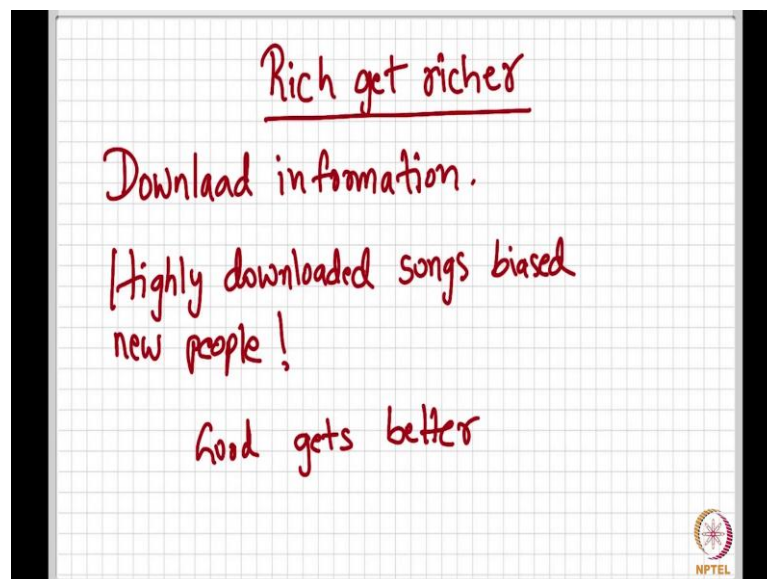 Rich get richer
Downlaad information.
Highly downloaded songs biased
new people!
Good gets better
NPTEL